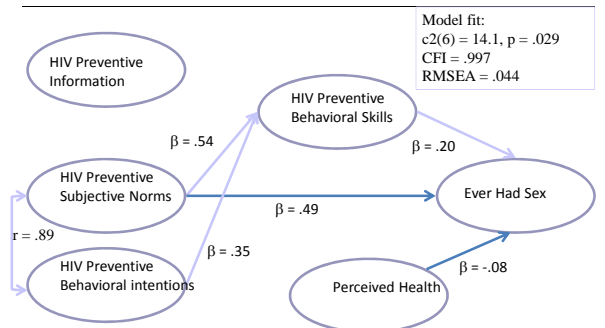 Model fit:
c2(6) = 14.1, p = .029
CFI = .997
RMSEA = .044
HIV Preventive
Information
HIV Preventive
Behavioral Skills
β = .54
β = .20
HIV Preventive
Subjective Norms
Ever Had Sex
β = .49
r = .89
β = .35
HIV Preventive
Behavioral intentions
β = -.08
Perceived Health